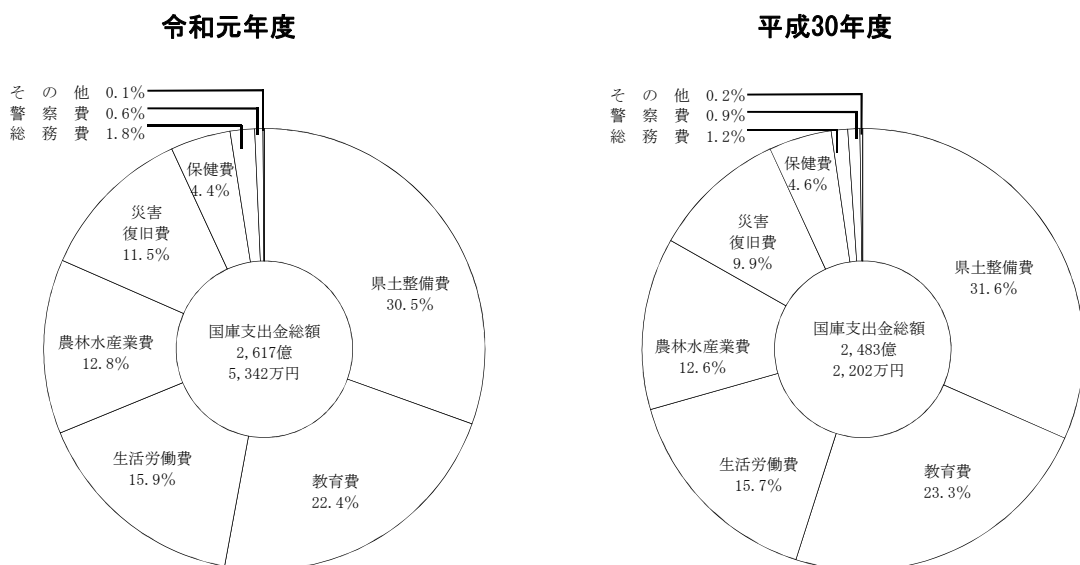 令和元年度
そ の 他 0.1%
警 察 費 0.6%
総 務 費 1.8%
保健費
4.4%
災害
復旧費
11.5%
県土整備費
30.5%
農林水産業費
12.8%
国庫支出金総額
2,617億
5,342万円
生活労働費
15.9%
教育費
22.4%
平成30年度
そ の 他 0.2%
警 察 費 0.9%
総 務 費 1.2%
保健費
4.6%
災害
復旧費
9.9%
県土整備費
31.6%
農林水産業費
12.6%
国庫支出金総額
2,483億
2,202万円
生活労働費
15.7%
教育費
23.3%